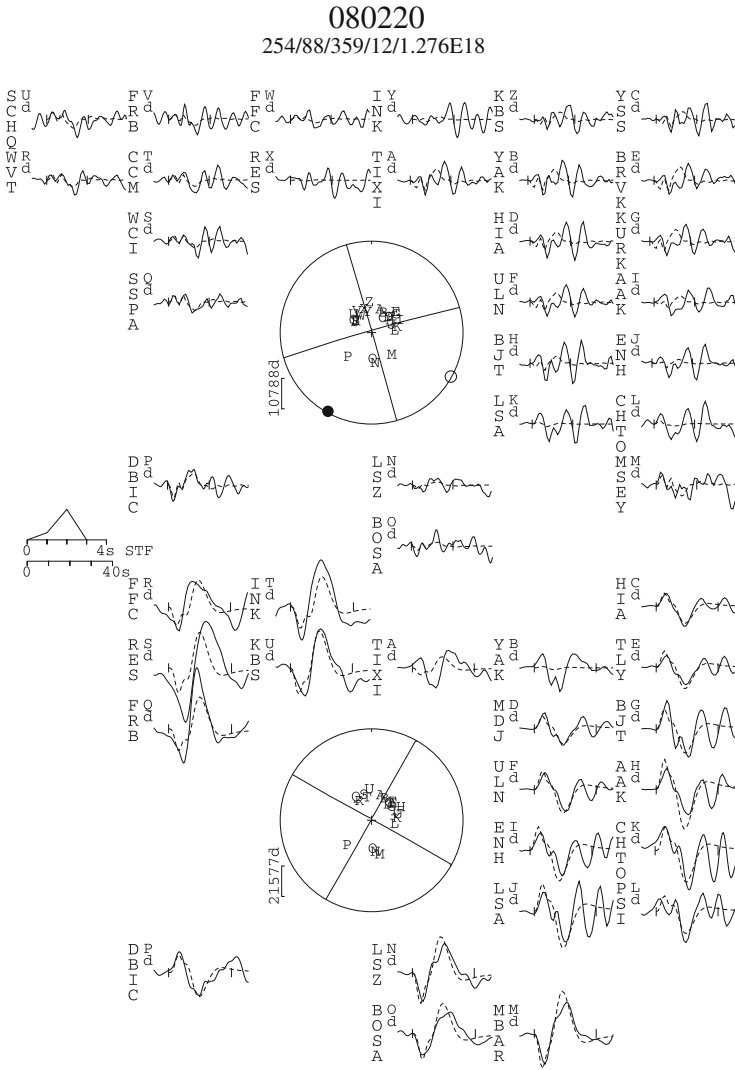 080220
254/88/359/12/1.276E18
SCHQ U d
FRB V d
FFC W d
INK Y d
KBS Z d
YSS C d
WVT R d
CCM T d
RES X d
TIXI A d
YAK B d
BRVK E d
WCI S d
HIA D d
KURK G d
SSPA Q d
ULN F d
AAK I d
BJT H d
ENH J d
LSA K d
CHTO L d
P M N
10788d
DBIC P d
LSZ N d
MSEY M d
BOSA O d
0 4s STF
0 40s
FFC R d
INK T d
HIA C d
RES S d
KBS U d
TIXI A d
YAK B d
TLY E d
FRB Q d
MDJ D d
BJT G d
ULN F d
AAK H d
ENH I d
CHTO K d
LSA J d
PSI L d
P
21577d
DBIC P d
LSZ N d
BOSA O d
MBAR M d